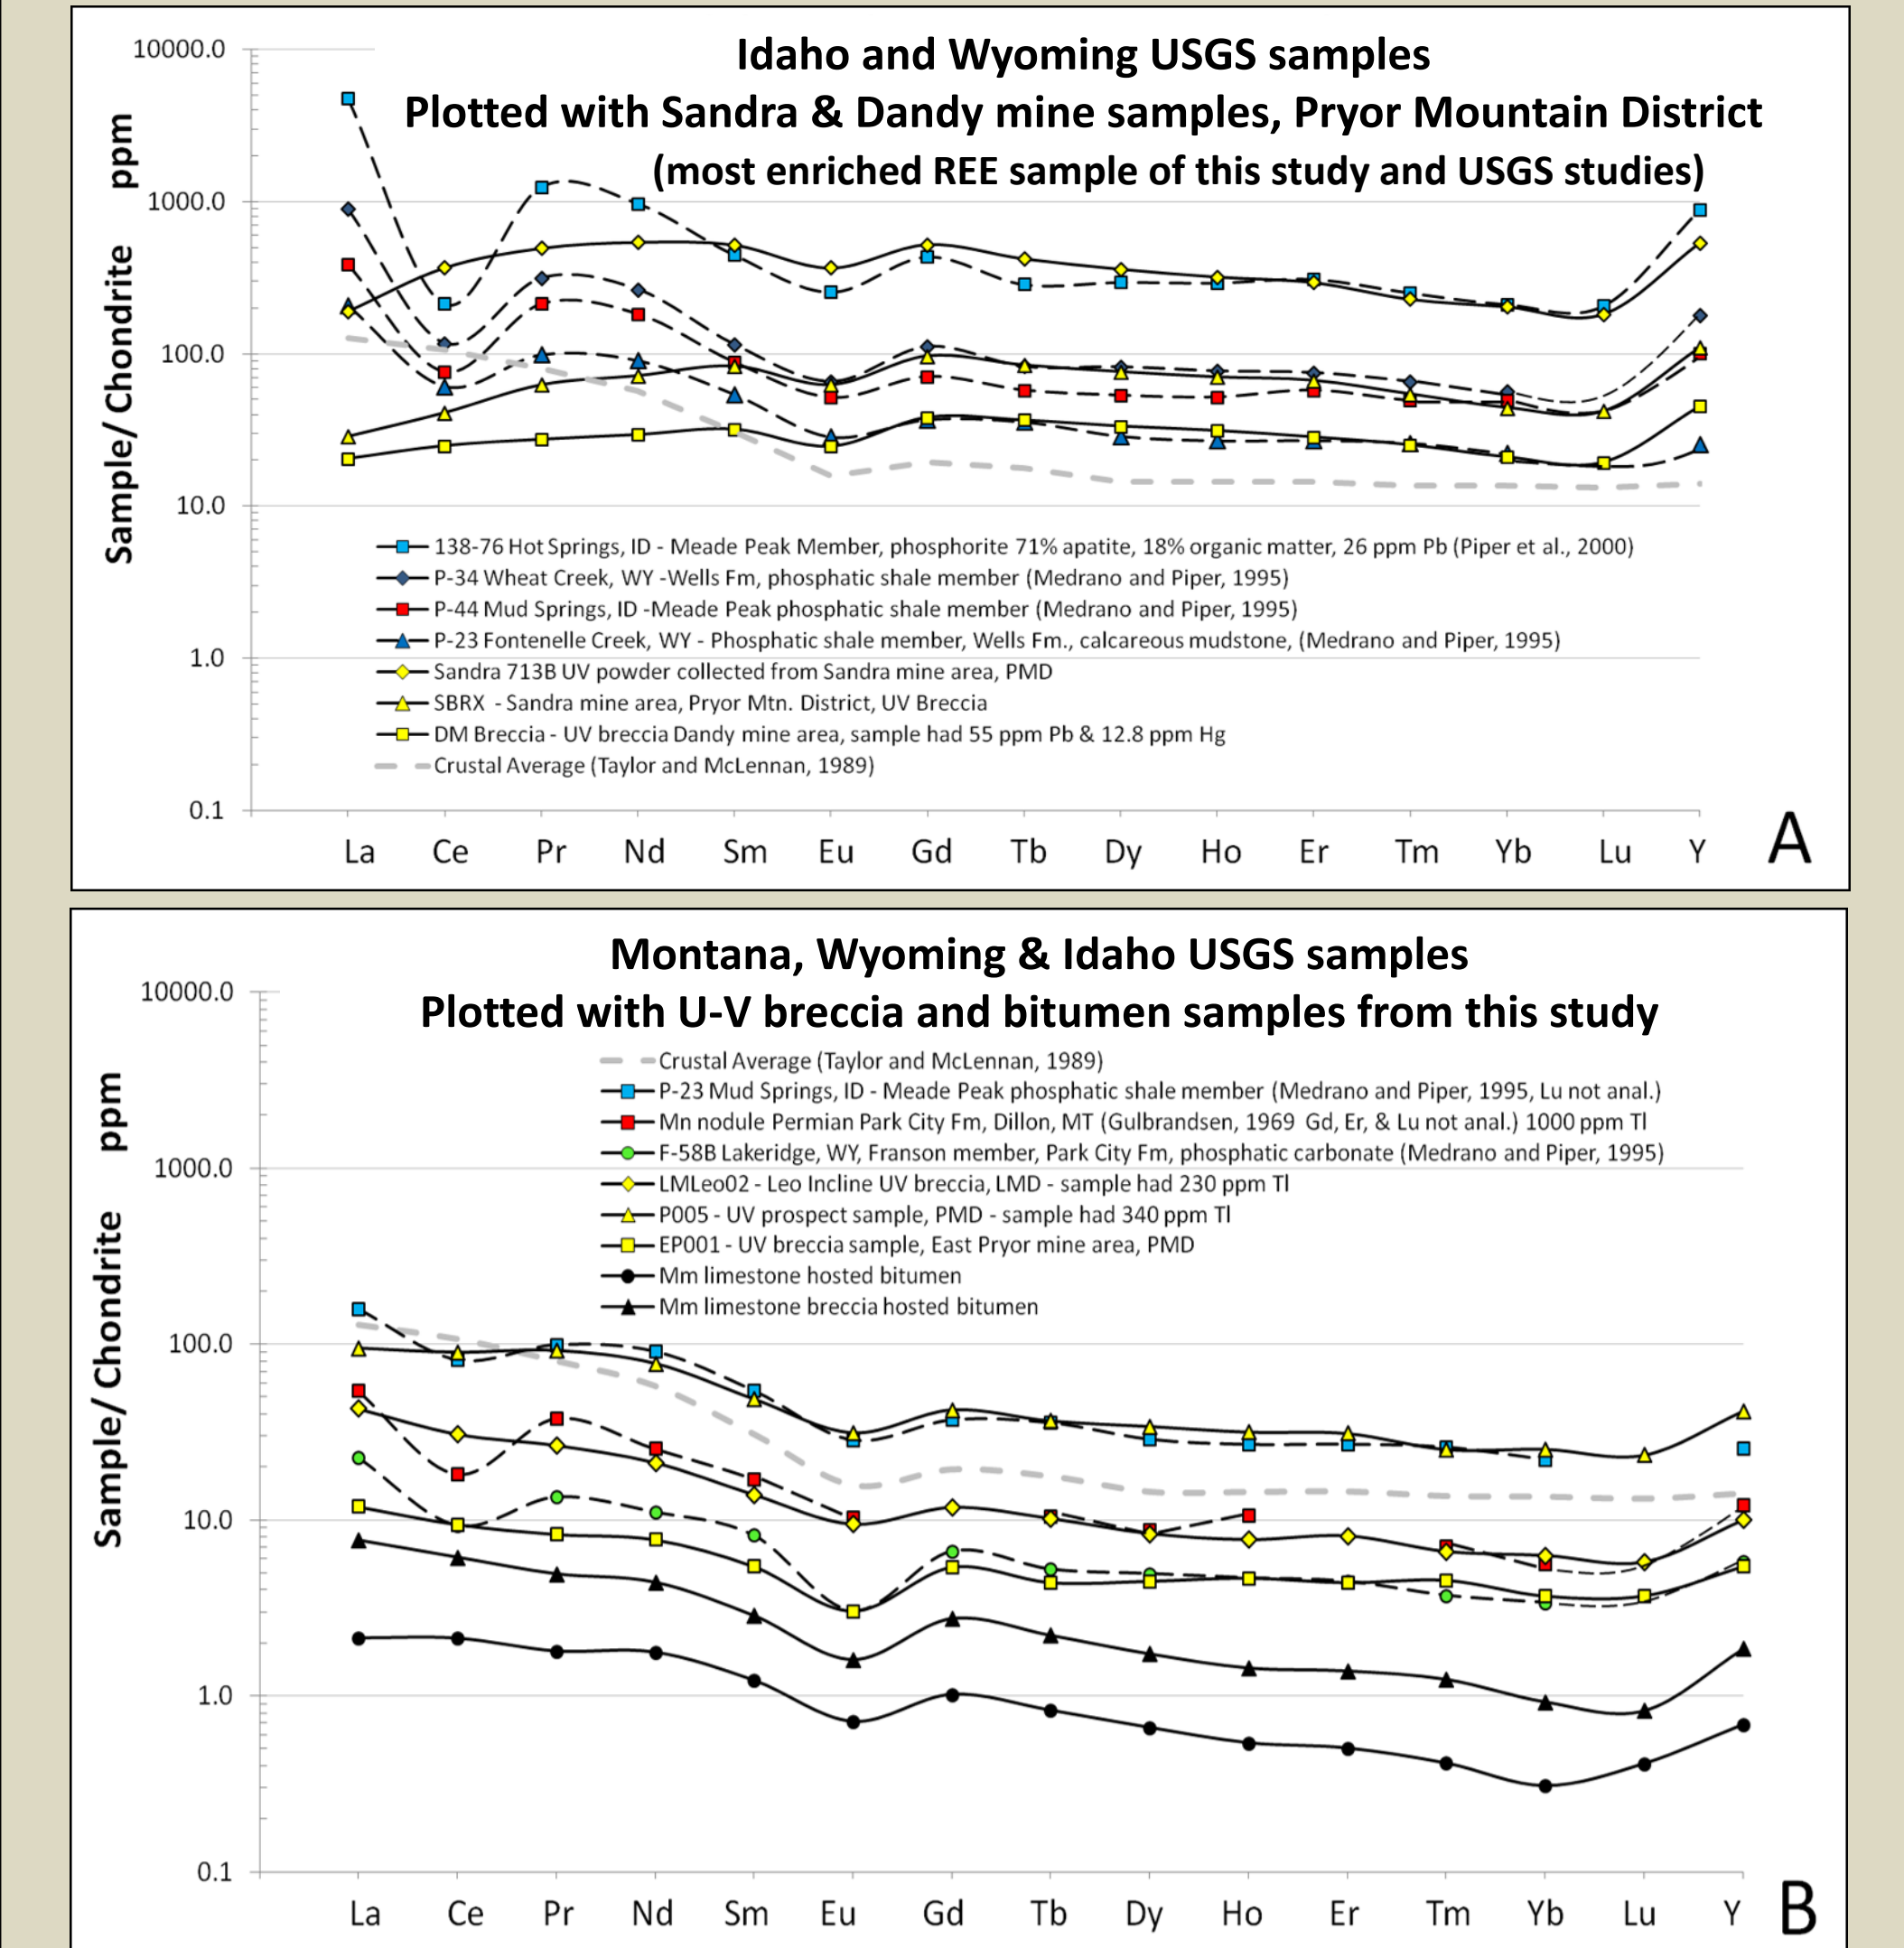 Idaho and Wyoming USGS samples
Plotted with Sandra & Dandy mine samples, Pryor Mountain District
(most enriched REE sample of this study and USGS studies)
Sample/ Chondrite ppm
10000.0
1000.0
100.0
10.0
1.0
0.1
138-76 Hot Springs, ID - Meade Peak Member, phosphorite 71% apatite, 18% organic matter, 26 ppm Pb (Piper et al., 2000)
P-34 Wheat Creek, WY -Wells Fm, phosphatic shale member (Medrano and Piper, 1995)
P-44 Mud Springs, ID -Meade Peak phosphatic shale member (Medrano and Piper, 1995)
P-23 Fontenelle Creek, WY - Phosphatic shale member, Wells Fm., calcareous mudstone, (Medrano and Piper, 1995)
Sandra 713B UV powder collected from Sandra mine area, PMD
SBRX - Sandra mine area, Pryor Mtn. District, UV Breccia
DM Breccia - UV breccia Dandy mine area, sample had 55 ppm Pb & 12.8 ppm Hg
Crustal Average (Taylor and McLennan, 1989)
La Ce Pr Nd Sm Eu Gd Tb Dy Ho Er Tm Yb Lu Y
A
Montana, Wyoming & Idaho USGS samples
Plotted with U-V breccia and bitumen samples from this study
Sample/ Chondrite ppm
10000.0
1000.0
100.0
10.0
1.0
0.1
Crustal Average (Taylor and McLennan, 1989)
P-23 Mud Springs, ID - Meade Peak phosphatic shale member (Medrano and Piper, 1995, Lu not anal.)
Mn nodule Permian Park City Fm, Dillon, MT (Gulbrandsen, 1969 Gd, Er, & Lu not anal.) 1000 ppm Tl
F-58B Lakeridge, WY, Franson member, Park City Fm, phosphatic carbonate (Medrano and Piper, 1995)
LMLeo02 - Leo Incline UV breccia, LMD - sample had 230 ppm Tl
P005 - UV prospect sample, PMD - sample had 340 ppm Tl
EP001 - UV breccia sample, East Pryor mine area, PMD
Mm limestone hosted bitumen
Mm limestone breccia hosted bitumen
La Ce Pr Nd Sm Eu Gd Tb Dy Ho Er Tm Yb Lu Y
B